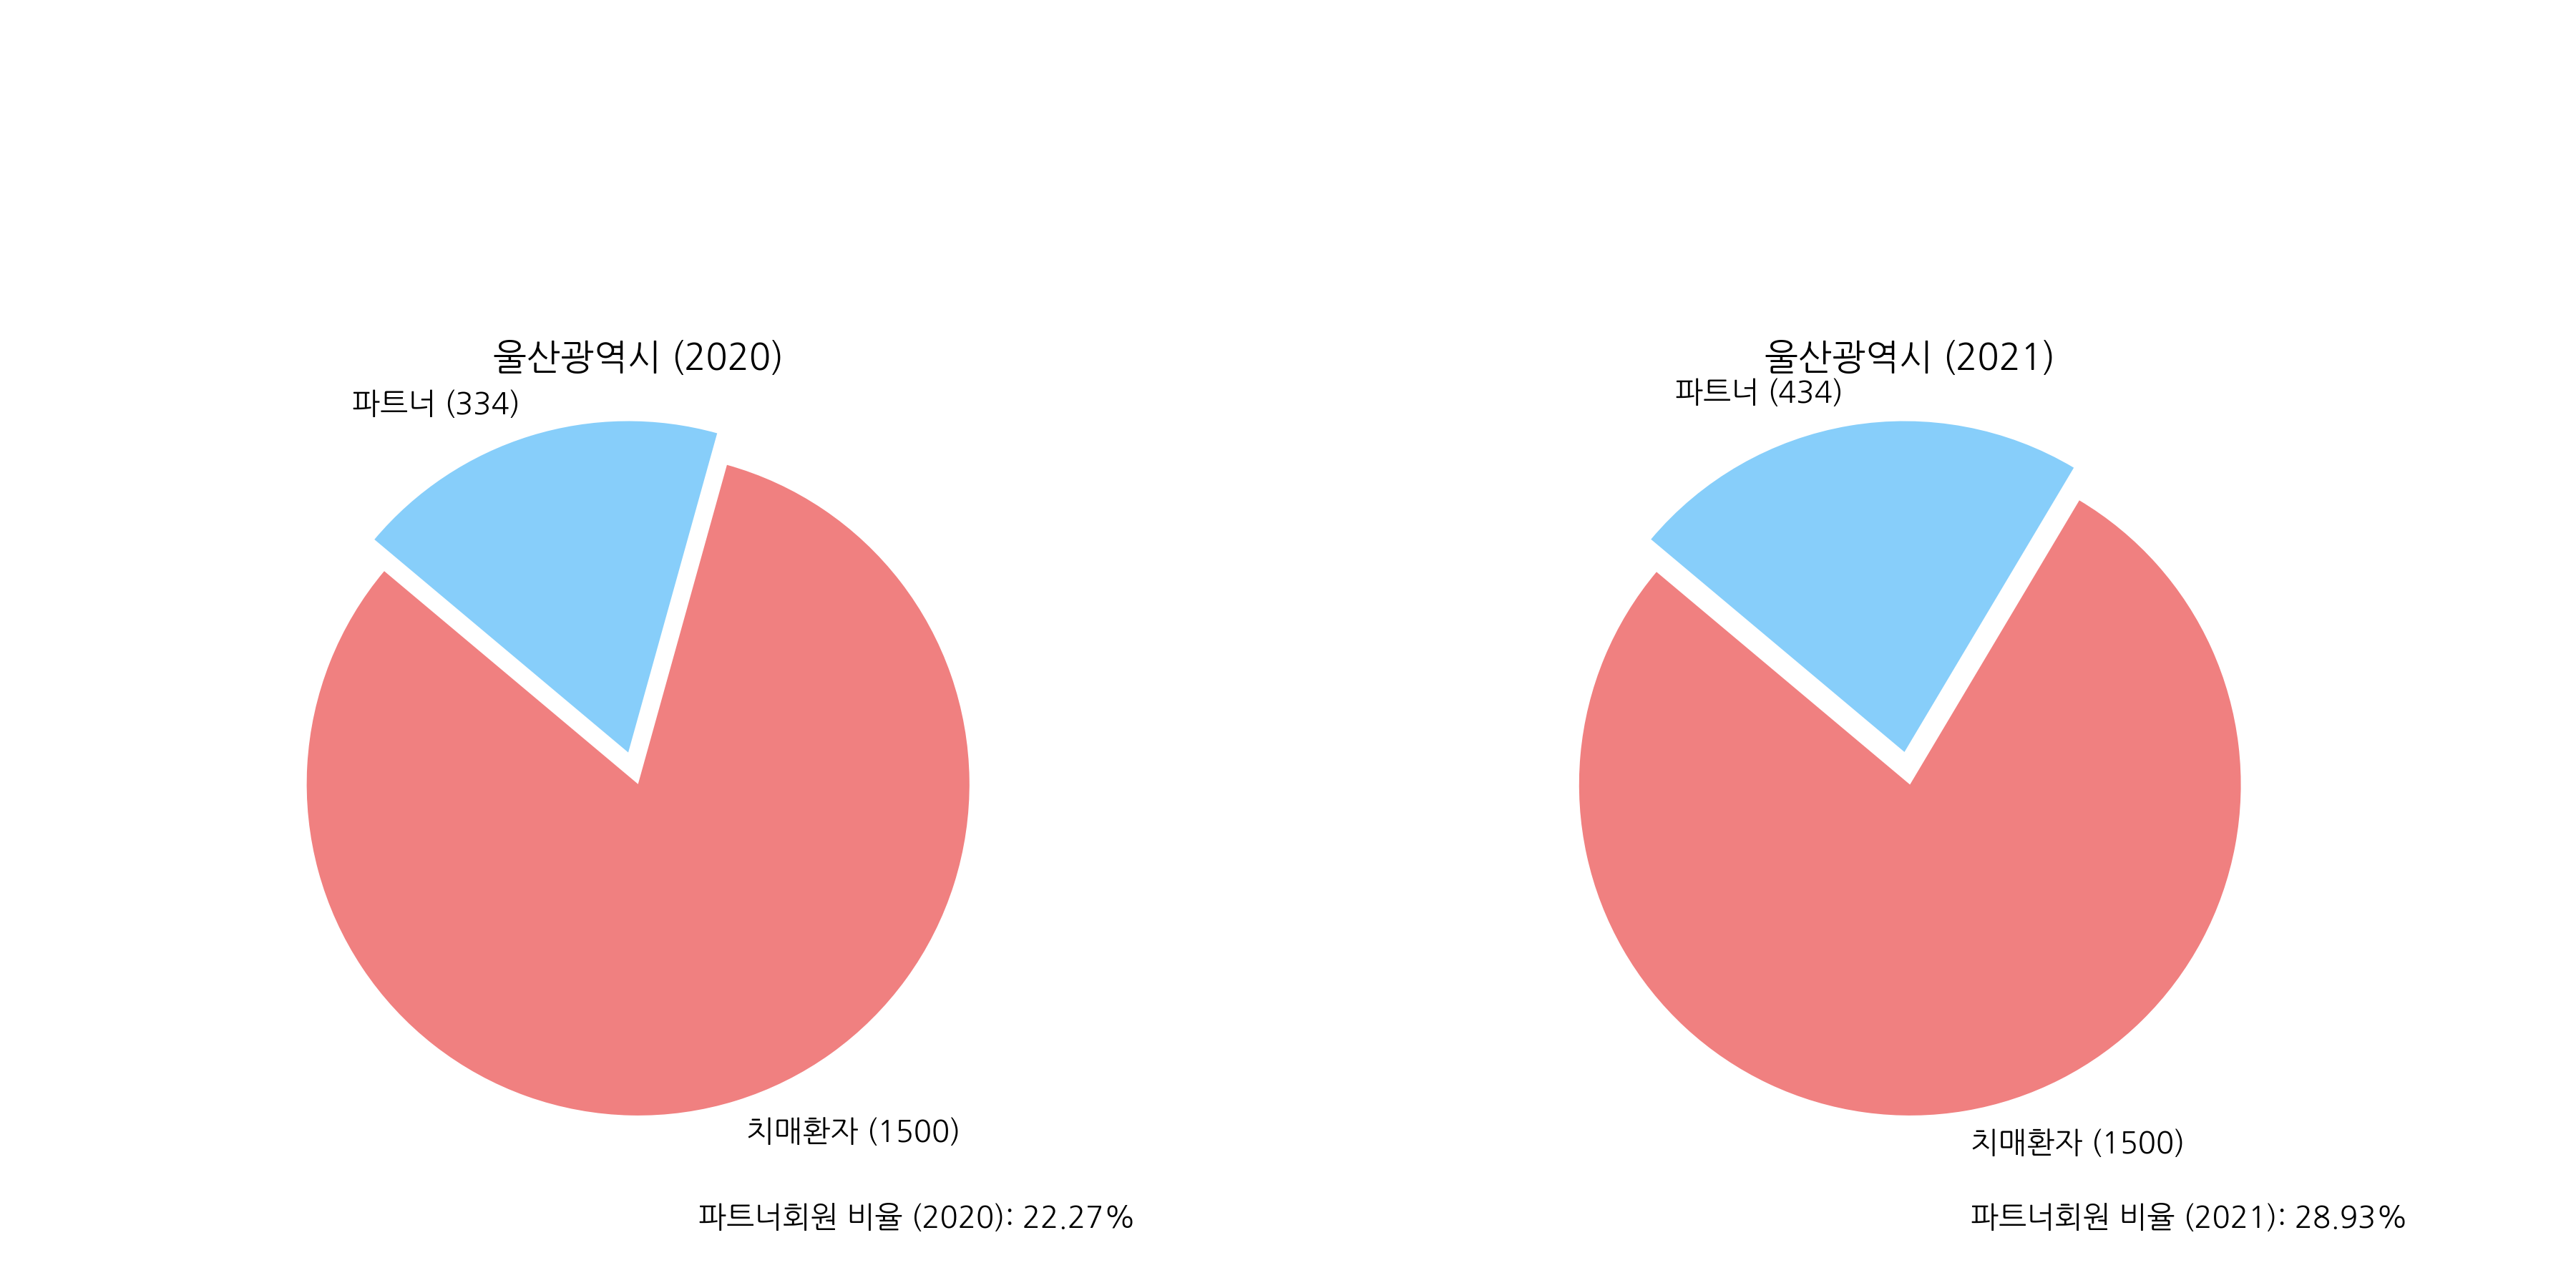 울산광역시 (2020)
파트너 (334)
치매환자 (1500)
파트너회원 비율 (2020): 22.27%
울산광역시 (2021)
파트너 (434)
치매환자 (1500)
파트너회원 비율 (2021): 28.93%